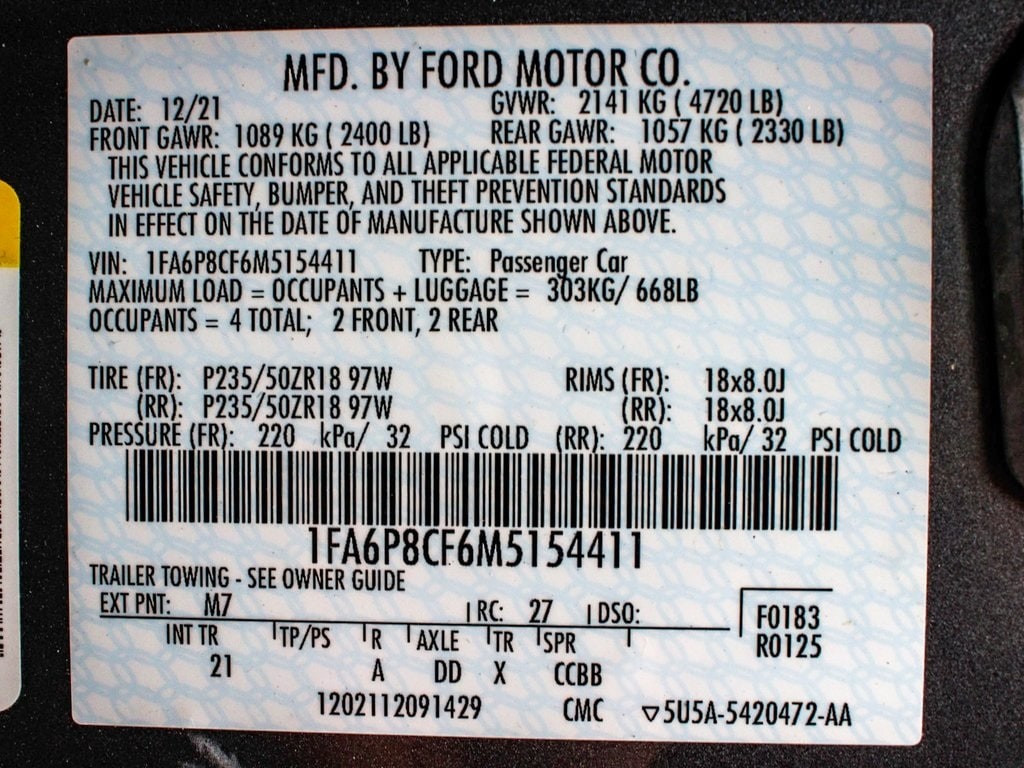 MFD. BY FORD MOTOR CO.
DATE: 12/21 GVWR: 2141 KG ( 4720 LB)
FRONT GAWR: 1089 KG ( 2400 LB) REAR GAWR: 1057 KG ( 2330 LB)
THIS VEHICLE CONFORMS TO ALL APPLICABLE FEDERAL MOTOR
VEHICLE SAFETY, BUMPER, AND THEFT PREVENTION STANDARDS
IN EFFECT ON THE DATE OF MANUFACTURE SHOWN ABOVE.
VIN: 1FA6P8CF6M5154411 TYPE: Passenger Car
MAXIMUM LOAD = OCCUPANTS + LUGGAGE = 303KG/ 668LB
OCCUPANTS = 4 TOTAL; 2 FRONT, 2 REAR
TIRE (FR): P235/50ZR18 97W RIMS (FR): 18x8.0J
(RR): P235/50ZR18 97W (RR): 18x8.0J
PRESSURE (FR): 220 kPa/ 32 PSI COLD (RR): 220 kPa/ 32 PSI COLD
1FA6P8CF6M5154411
TRAILER TOWING - SEE OWNER GUIDE
EXT PNT: M7 RC: 27 DSO: F0183
INT TR TP/PS R AXLE TR SPR R0125
21 A DD X CCBB
1202112091429 CMC ▽5U5A-5420472-AA